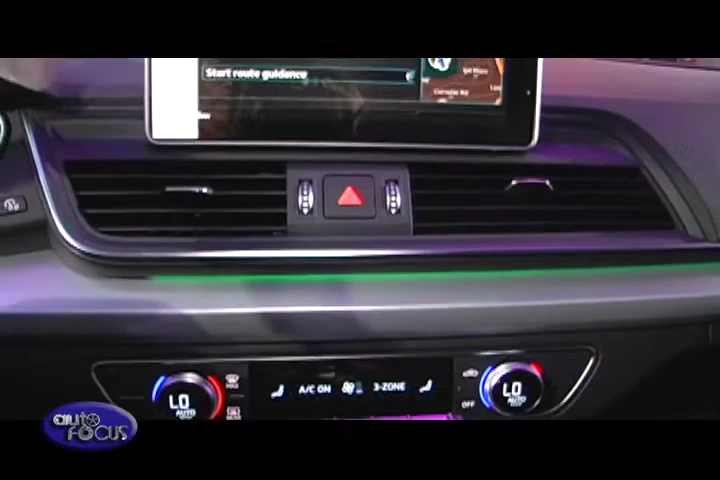 Start route guidance
A/C ON
3-ZONE
LO
AUTO
LO
AUTO
OFF
auto
FOCUS